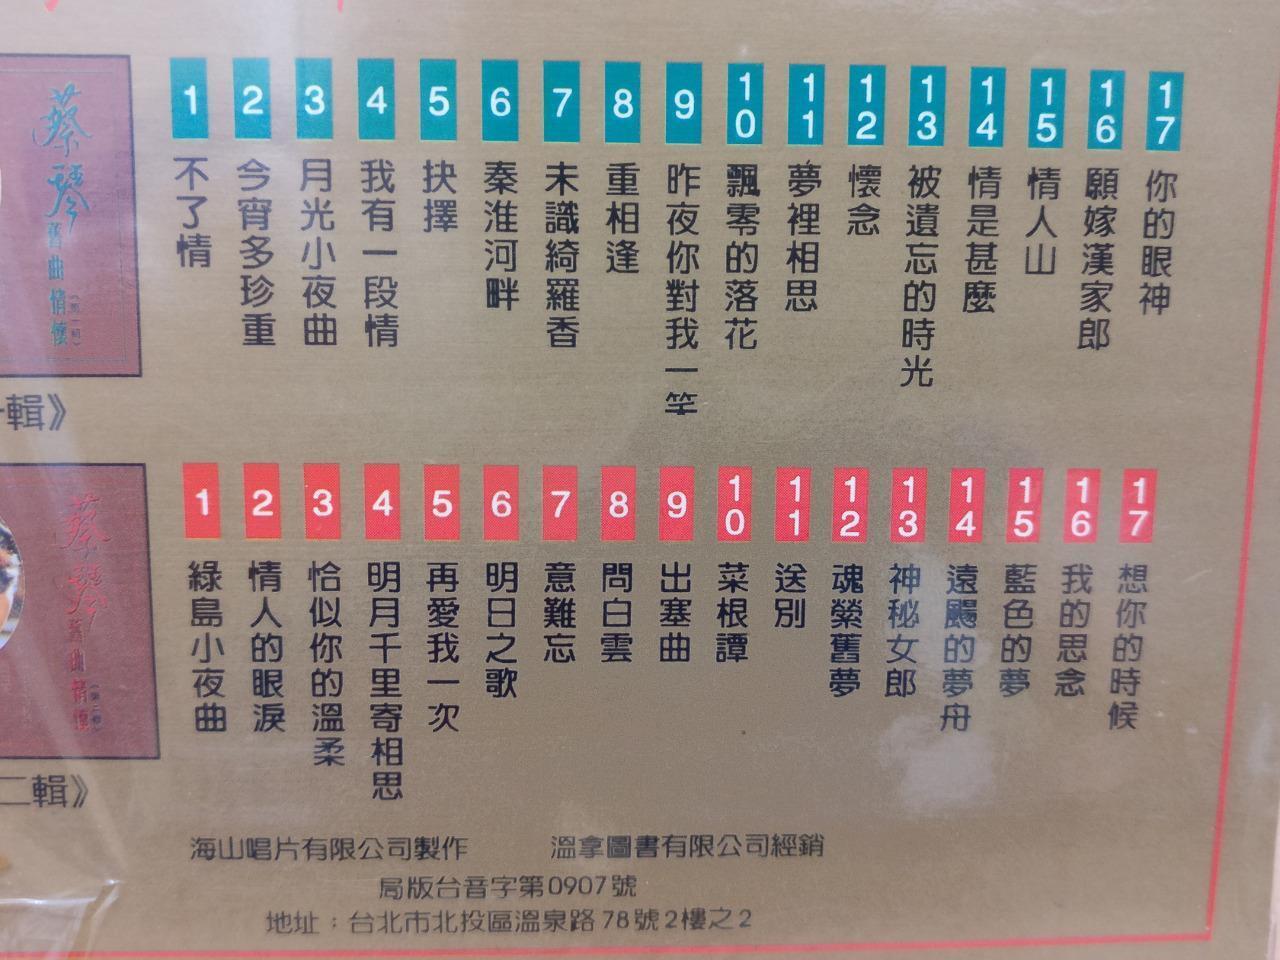 蔡琴
舊曲情懷
輯》
1 不了情
2 今宵多珍重
3 月光小夜曲
4 我有一段情
5 抉擇
6 秦淮河畔
7 未識綺羅香
8 重相逢
9 昨夜你對我一笑
10 飄零的落花
11 夢裡相思
12 懷念
13 被遺忘的時光
14 情是甚麼
15 情人山
16 願嫁漢家郎
17 你的眼神
蔡琴
舊曲情懷
二輯》
1 綠島小夜曲
2 情人的眼淚
3 恰似你的溫柔
4 明月千里寄相思
5 再愛我一次
6 明日之歌
7 意難忘
8 問白雲
9 出塞曲
10 菜根譚
11 送別
12 魂縈舊夢
13 神秘女郎
14 遠颺的夢舟
15 藍色的夢
16 我的思念
17 想你的時候
海山唱片有限公司製作 溫拿圖書有限公司經銷
局版台音字第0907號
地址：台北市北投區溫泉路78號2樓之2